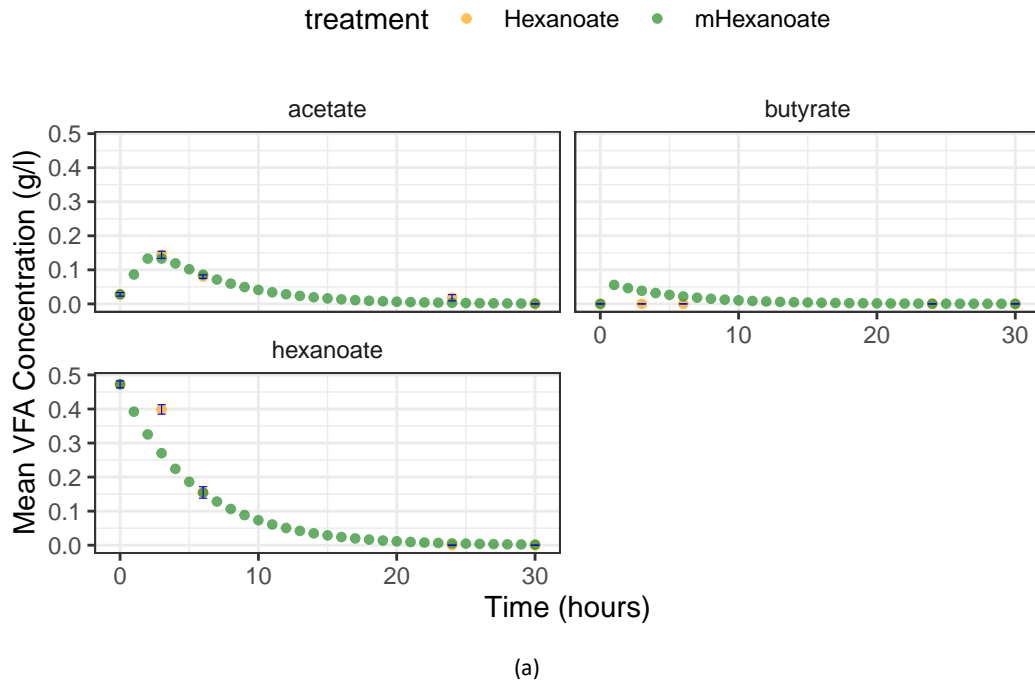 treatment Hexanoate mHexanoate
acetate
butyrate
0.5
0.4
0.3
0.2
0.1
0.0
0 10 20 30
hexanoate
0.5
0.4
0.3
0.2
0.1
0.0
0 10 20 30
Mean VFA Concentration (g/l)
Time (hours)
(a)